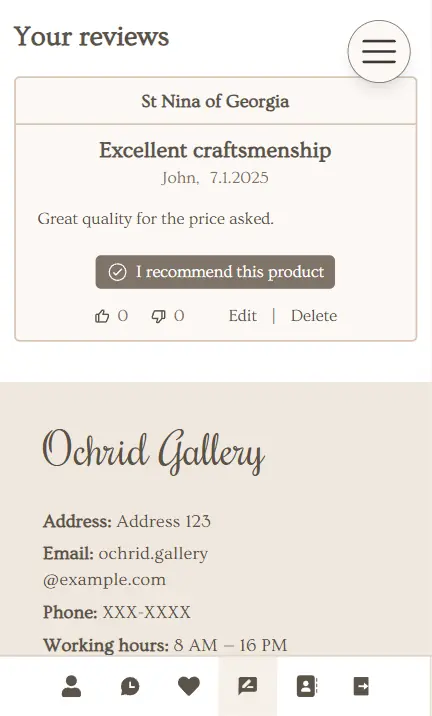 Your reviews
St Nina of Georgia
Excellent craftsmenship
John, 7.1.2025
Great quality for the price asked.
I recommend this product
0 0 Edit | Delete
Ochrid Gallery
Address: Address 123
Email: ochrid.gallery
@example.com
Phone: XXX-XXXX
Working hours: 8 AM – 16 PM